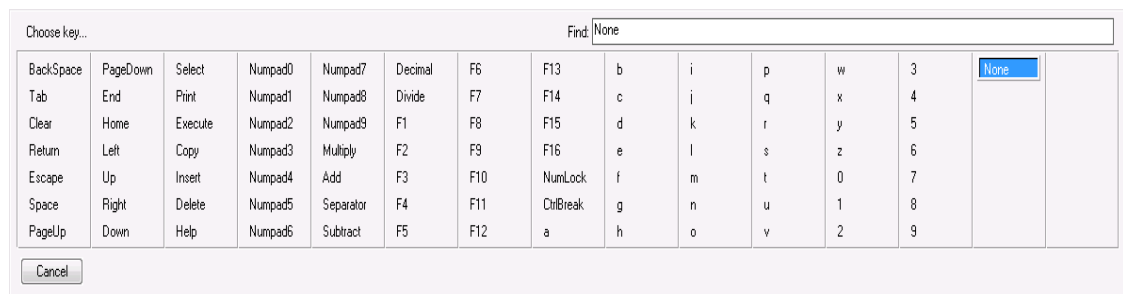 Choose key... Find: None
BackSpace PageDown Select Numpad0 Numpad7 Decimal F6 F13 b i p w 3 None
Tab End Print Numpad1 Numpad8 Divide F7 F14 c j q x 4
Clear Home Execute Numpad2 Numpad9 F1 F8 F15 d k r y 5
Return Left Copy Numpad3 Multiply F2 F9 F16 e l s z 6
Escape Up Insert Numpad4 Add F3 F10 NumLock f m t 0 7
Space Right Delete Numpad5 Separator F4 F11 CtrlBreak g n u 1 8
PageUp Down Help Numpad6 Subtract F5 F12 a h o v 2 9
Cancel